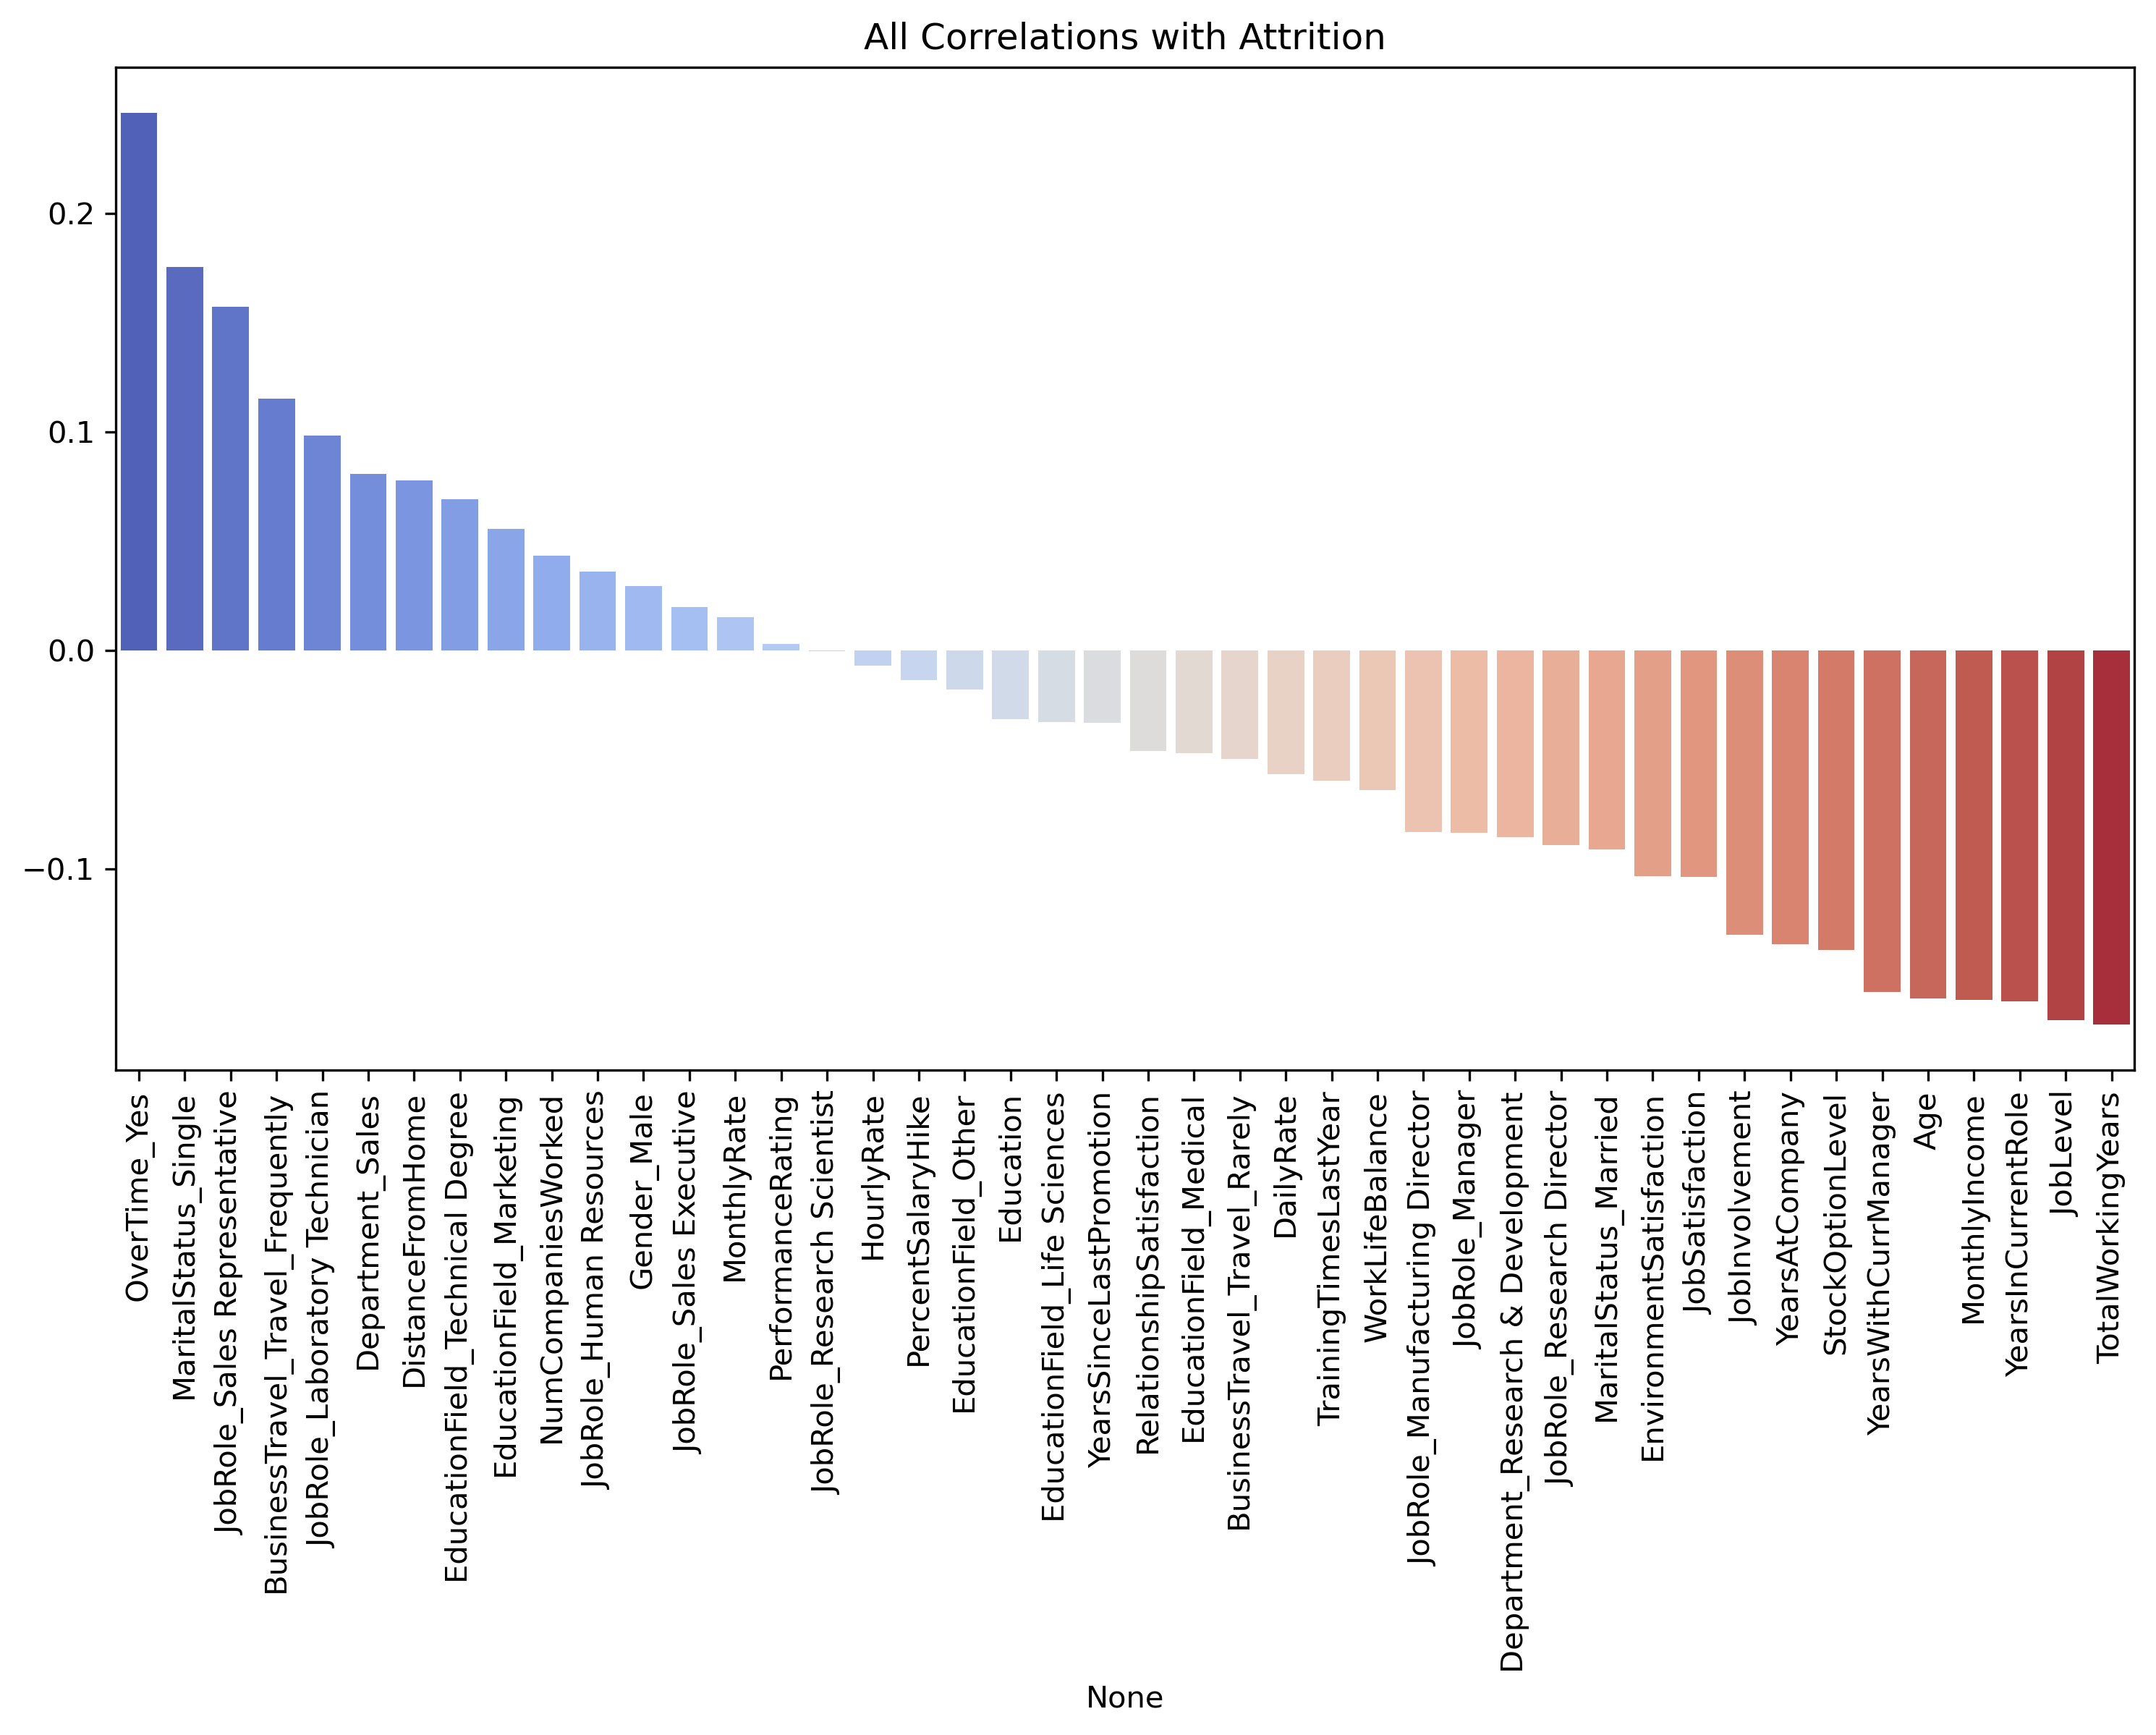 All Correlations with Attrition
0.2
0.1
0.0
−0.1
OverTime_Yes
MaritalStatus_Single
JobRole_Sales Representative
BusinessTravel_Travel_Frequently
JobRole_Laboratory Technician
Department_Sales
DistanceFromHome
EducationField_Technical Degree
EducationField_Marketing
NumCompaniesWorked
JobRole_Human Resources
Gender_Male
JobRole_Sales Executive
MonthlyRate
PerformanceRating
JobRole_Research Scientist
HourlyRate
PercentSalaryHike
EducationField_Other
Education
EducationField_Life Sciences
YearsSinceLastPromotion
RelationshipSatisfaction
EducationField_Medical
BusinessTravel_Travel_Rarely
DailyRate
TrainingTimesLastYear
WorkLifeBalance
JobRole_Manufacturing Director
JobRole_Manager
Department_Research & Development
JobRole_Research Director
MaritalStatus_Married
EnvironmentSatisfaction
JobSatisfaction
JobInvolvement
YearsAtCompany
StockOptionLevel
YearsWithCurrManager
Age
MonthlyIncome
YearsInCurrentRole
JobLevel
TotalWorkingYears
None